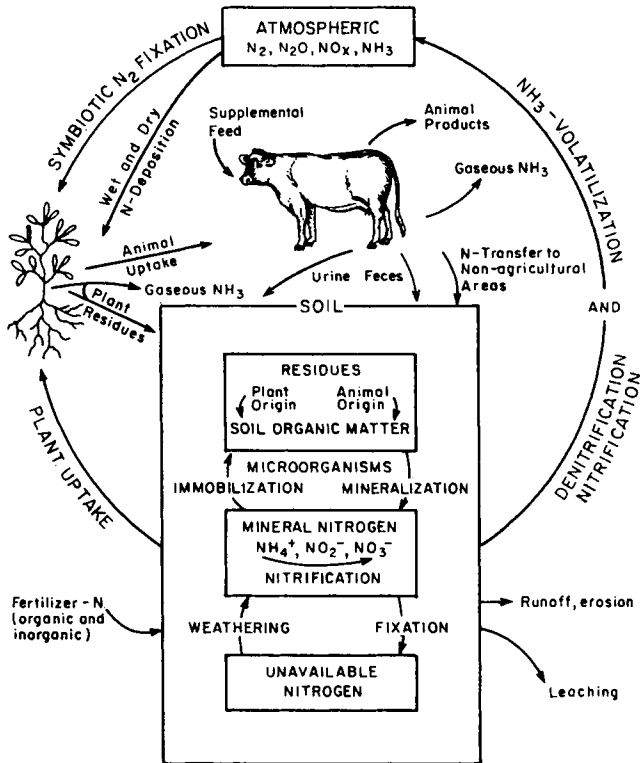 ATMOSPHERIC
N₂, N₂O, NOₓ, NH₃
SYMBIOTIC N₂ FIXATION
Wet and Dry
N-Deposition
Supplemental
Feed
Animal
Products
Gaseous NH₃
NH₃-VOLATILIZATION
AND
DENITRIFICATION
NITRIFICATION
Animal
Uptake
Gaseous NH₃
Plant
Residues
Urine Feces
N-Transfer to
Non-agricultural
Areas
SOIL
RESIDUES
Plant
Origin
Animal
Origin
SOIL ORGANIC MATTER
MICROORGANISMS
IMMOBILIZATION
MINERALIZATION
MINERAL NITROGEN
NH₄⁺, NO₂⁻, NO₃⁻
NITRIFICATION
WEATHERING
FIXATION
UNAVAILABLE
NITROGEN
PLANT UPTAKE
Fertilizer-N
(organic and
inorganic)
Runoff, erosion
Leaching